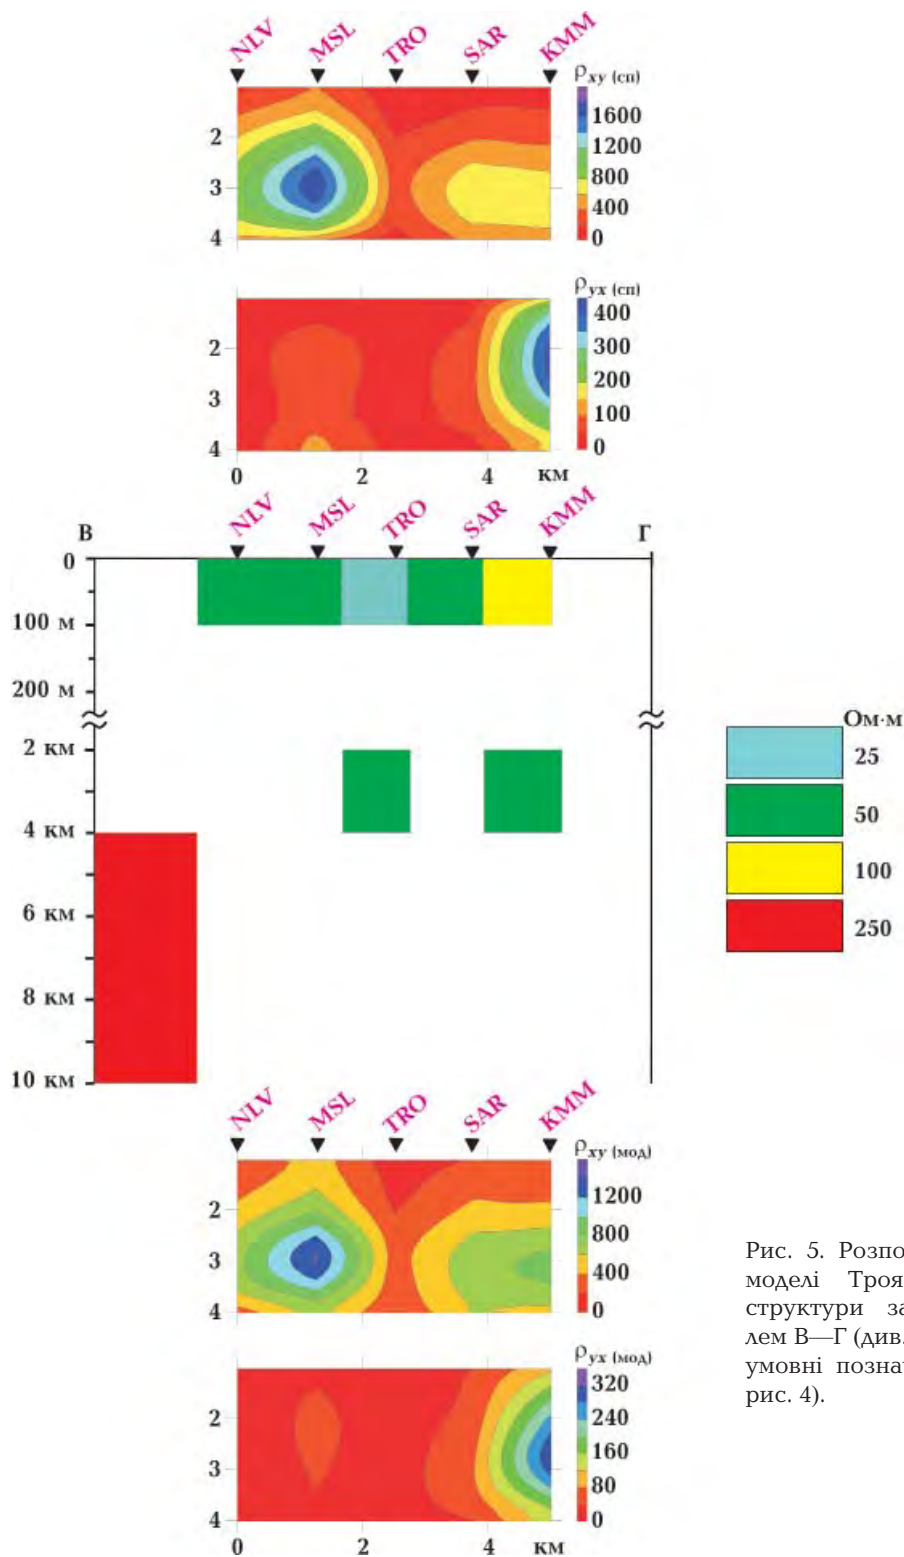 NLV MSL TRO SAR KMM
ρxy (сп)
1600
1200
800
400
0
2
3
4
ρyx (сп)
400
300
200
100
0
2
3
4
0 2 4 км
NLV MSL TRO SAR KMM
В Г
0
100 м
200 м
2 км
4 км
6 км
8 км
10 км
Ом·м
25
50
100
250
NLV MSL TRO SAR KMM
ρxy (мод)
1200
800
400
0
2
3
4
ρyx (мод)
320
240
160
80
0
2
3
4
0 2 4 км
Рис. 5. Розпо
моделі Троя
структури за
лем В—Г (див.
умовні позна
рис. 4).